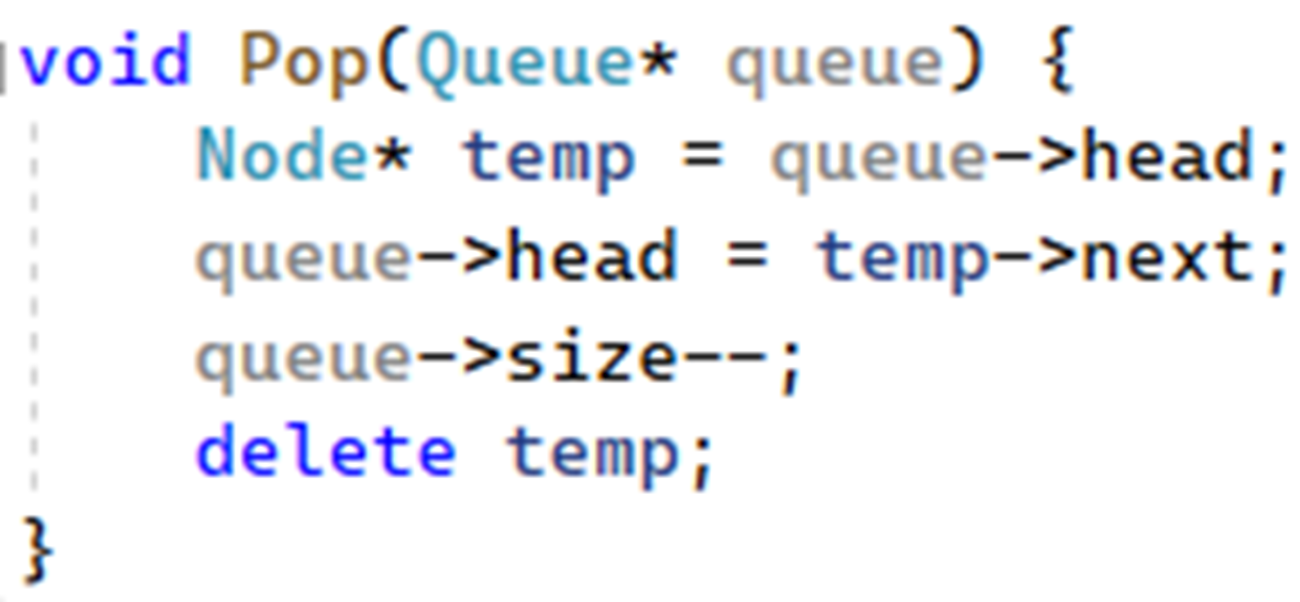 void Pop(Queue* queue) {
    Node* temp = queue->head;
    queue->head = temp->next;
    queue->size--;
    delete temp;
}